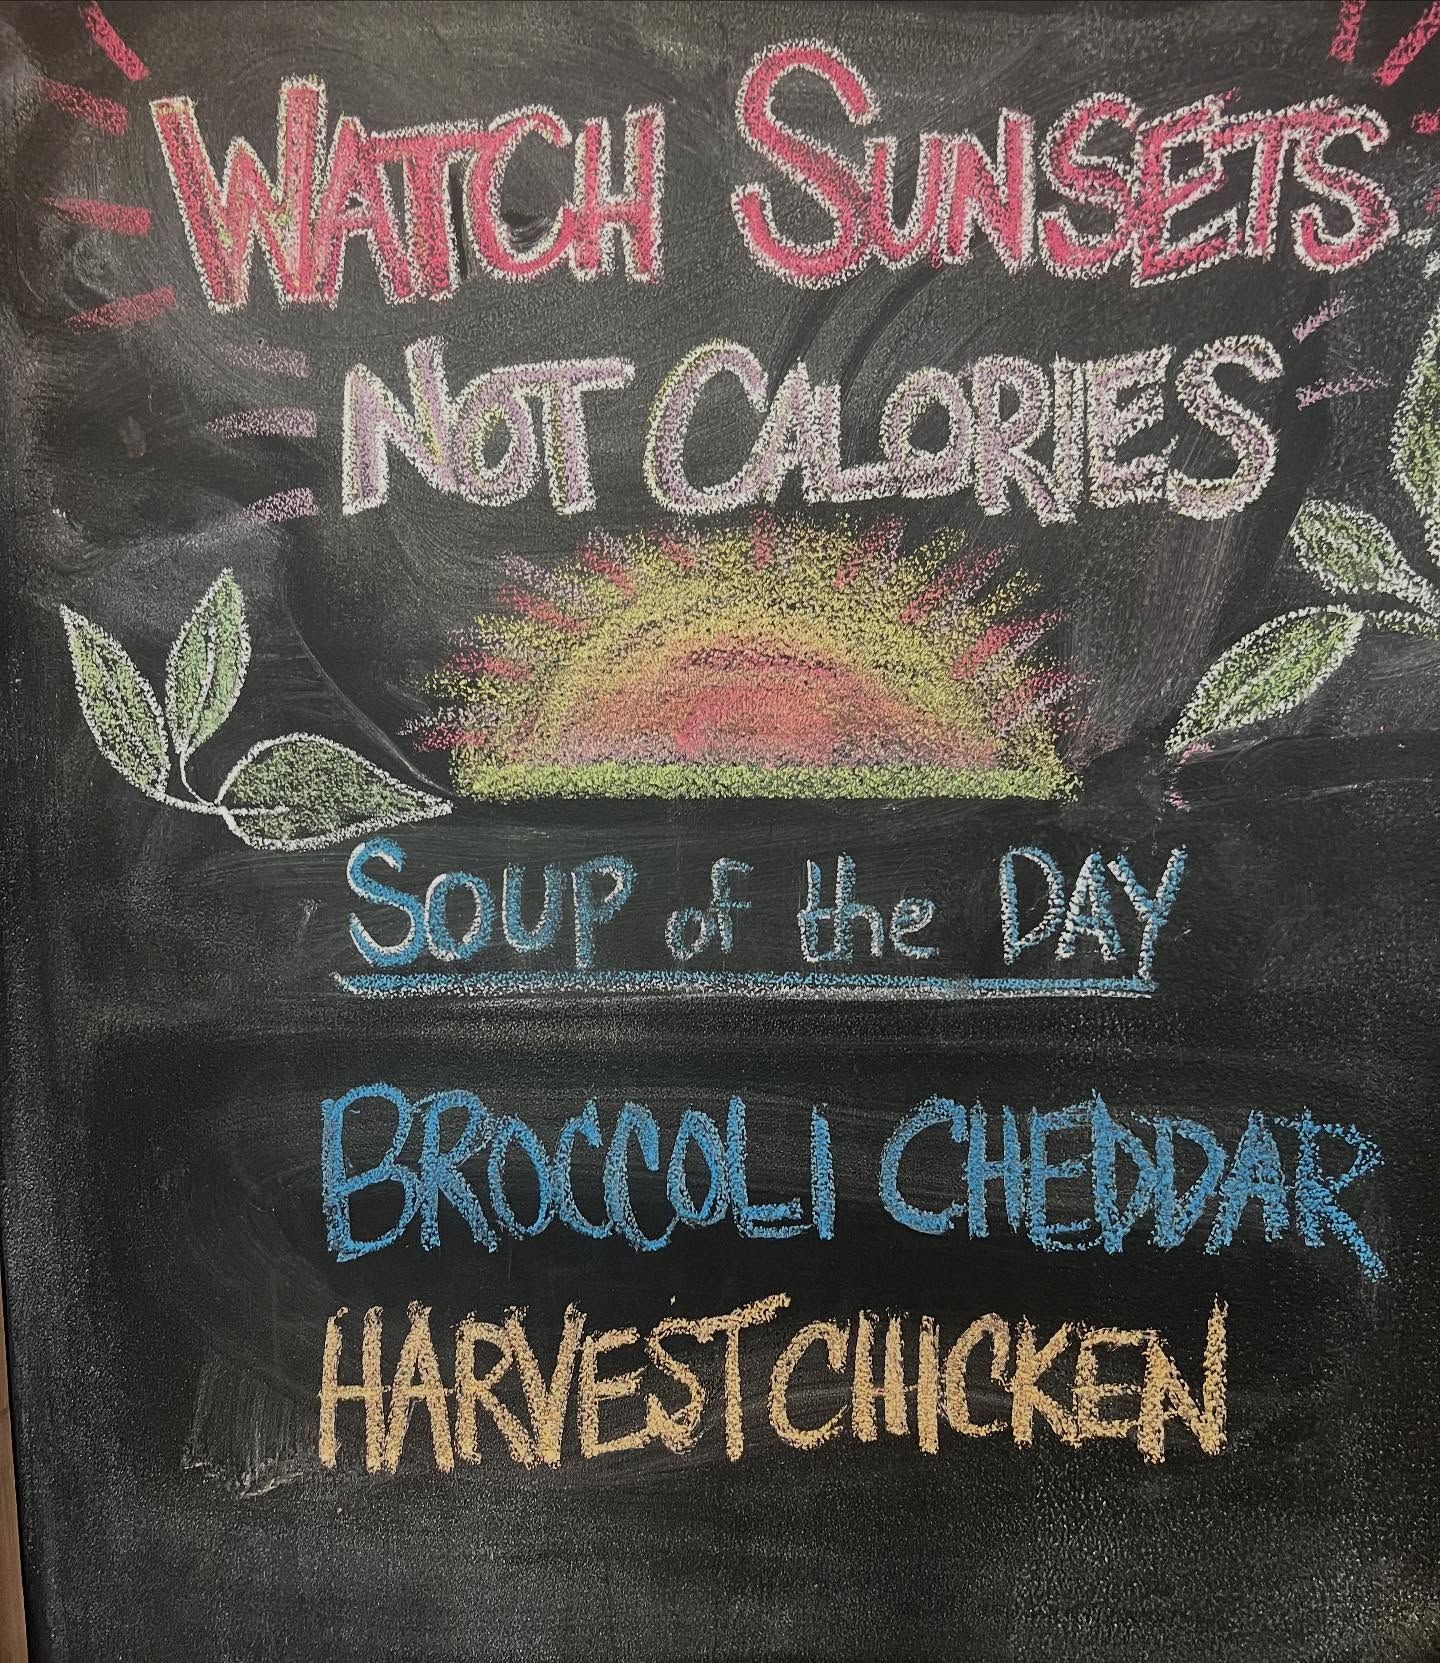 WATCH SUNSETS
NOT CALORIES
SOUP of the DAY
BROCCOLI CHEDDAR
HARVEST CHICKEN